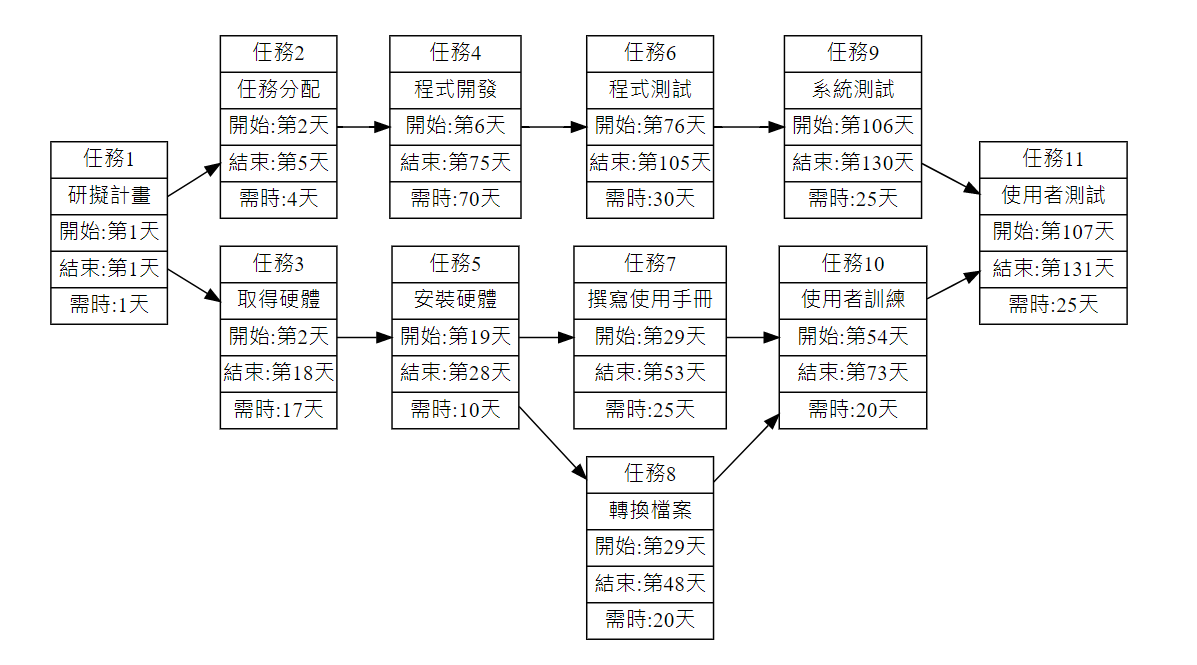 任務1
研擬計畫
開始:第1天
結束:第1天
需時:1天
任務2
任務分配
開始:第2天
結束:第5天
需時:4天
任務3
取得硬體
開始:第2天
結束:第18天
需時:17天
任務4
程式開發
開始:第6天
結束:第75天
需時:70天
任務5
安裝硬體
開始:第19天
結束:第28天
需時:10天
任務6
程式測試
開始:第76天
結束:第105天
需時:30天
任務7
撰寫使用手冊
開始:第29天
結束:第53天
需時:25天
任務8
轉換檔案
開始:第29天
結束:第48天
需時:20天
任務9
系統測試
開始:第106天
結束:第130天
需時:25天
任務10
使用者訓練
開始:第54天
結束:第73天
需時:20天
任務11
使用者測試
開始:第107天
結束:第131天
需時:25天